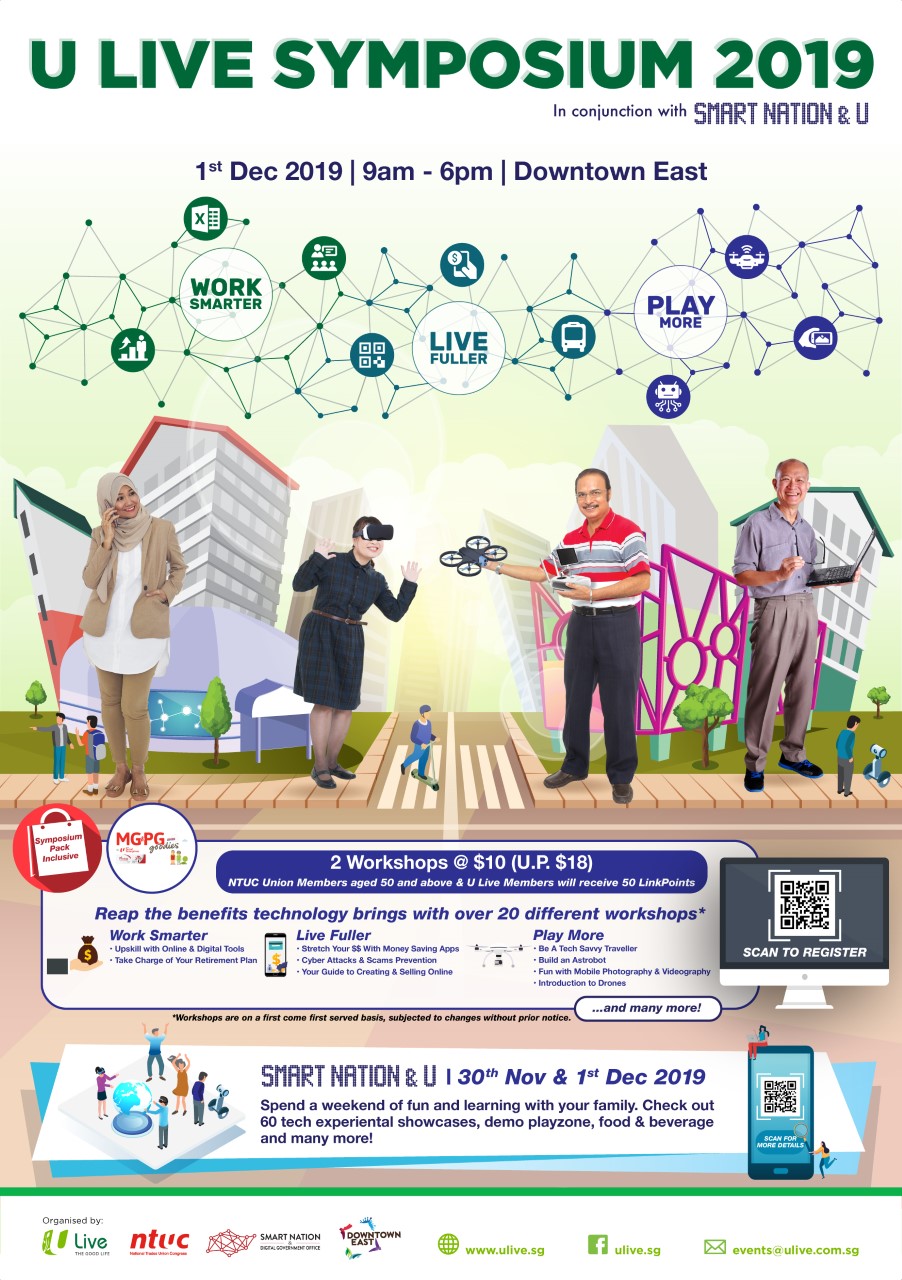 U LIVE SYMPOSIUM 2019
In conjunction with SMART NATION & U
1st Dec 2019 | 9am - 6pm | Downtown East
WORK
SMARTER
LIVE
FULLER
PLAY
MORE
Symposium
Pack
Inclusive
MG&PG
goodies
2 Workshops @ $10 (U.P. $18)
NTUC Union Members aged 50 and above & U Live Members will receive 50 LinkPoints
Reap the benefits technology brings with over 20 different workshops*
Work Smarter
• Upskill with Online & Digital Tools
• Take Charge of Your Retirement Plan
Live Fuller
• Stretch Your $$ With Money Saving Apps
• Cyber Attacks & Scams Prevention
• Your Guide to Creating & Selling Online
Play More
• Be A Tech Savvy Traveller
• Build an Astrobot
• Fun with Mobile Photography & Videography
• Introduction to Drones
...and many more!
SCAN TO REGISTER
*Workshops are on a first come first served basis, subjected to changes without prior notice.
SMART NATION & U | 30th Nov & 1st Dec 2019
Spend a weekend of fun and learning with your family. Check out
60 tech experiental showcases, demo playzone, food & beverage
and many more!
SCAN FOR
MORE DETAILS
Organised by:
U Live
THE GOOD LIFE
ntuc
National Trades Union Congress
SMART NATION
& DIGITAL GOVERNMENT OFFICE
DOWNTOWN
EAST
www.ulive.sg
ulive.sg
events@ulive.com.sg